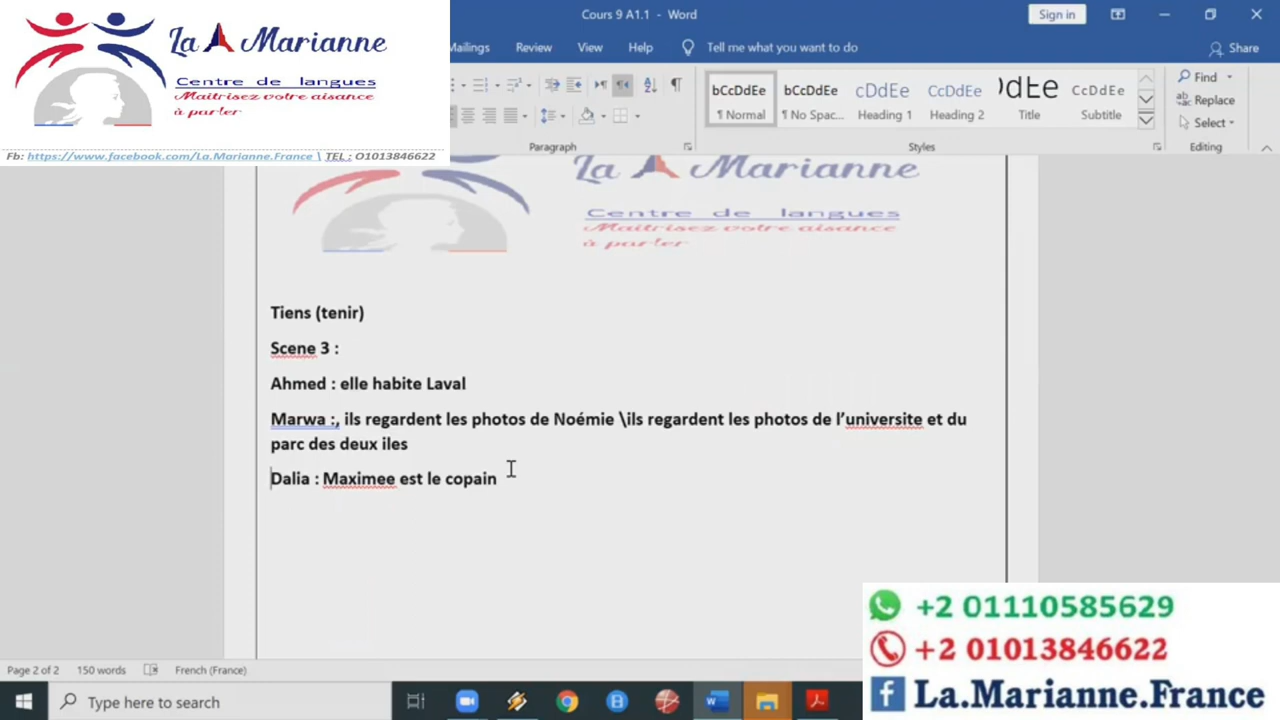 La Marianne
Centre de langues
Maîtrisez votre aisance
à parler
Fb: https://www.facebook.com/La.Marianne.France \ TEL : O1013846622
Cours 9 A1.1 - Word
Sign in
Mailings Review View Help Tell me what you want to do Share
bCcDdEe bCcDdEe cDdEe CcDdEe DdEe CcDdEe
¶ Normal ¶ No Spac... Heading 1 Heading 2 Title Subtitle
Find
Replace
Select
Paragraph Styles Editing
La Marianne
Centre de langues
Maîtrisez votre aisance
à parler
Tiens (tenir)
Scene 3 :
Ahmed : elle habite Laval
Marwa :, ils regardent les photos de Noémie \ils regardent les photos de l’universite et du
parc des deux iles
Dalia : Maximee est le copain
+2 01110585629
+2 01013846622
La.Marianne.France
Page 2 of 2 150 words French (France)
Type here to search